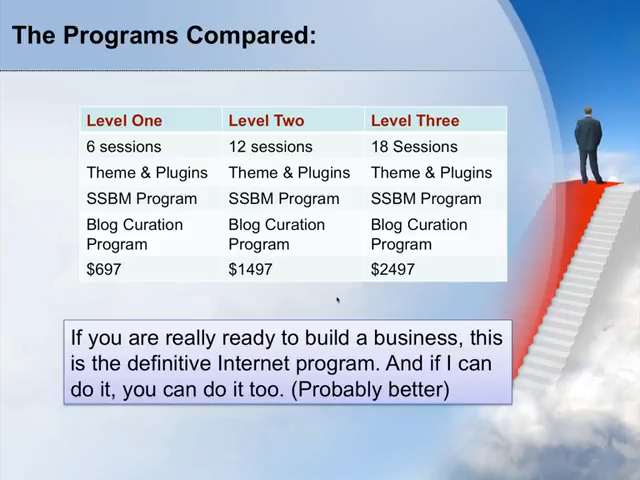 The Programs Compared:
Level One Level Two Level Three
6 sessions 12 sessions 18 Sessions
Theme & Plugins Theme & Plugins Theme & Plugins
SSBM Program SSBM Program SSBM Program
Blog Curation Blog Curation Blog Curation
Program Program Program
$697 $1497 $2497
If you are really ready to build a business, this
is the definitive Internet program. And if I can
do it, you can do it too. (Probably better)